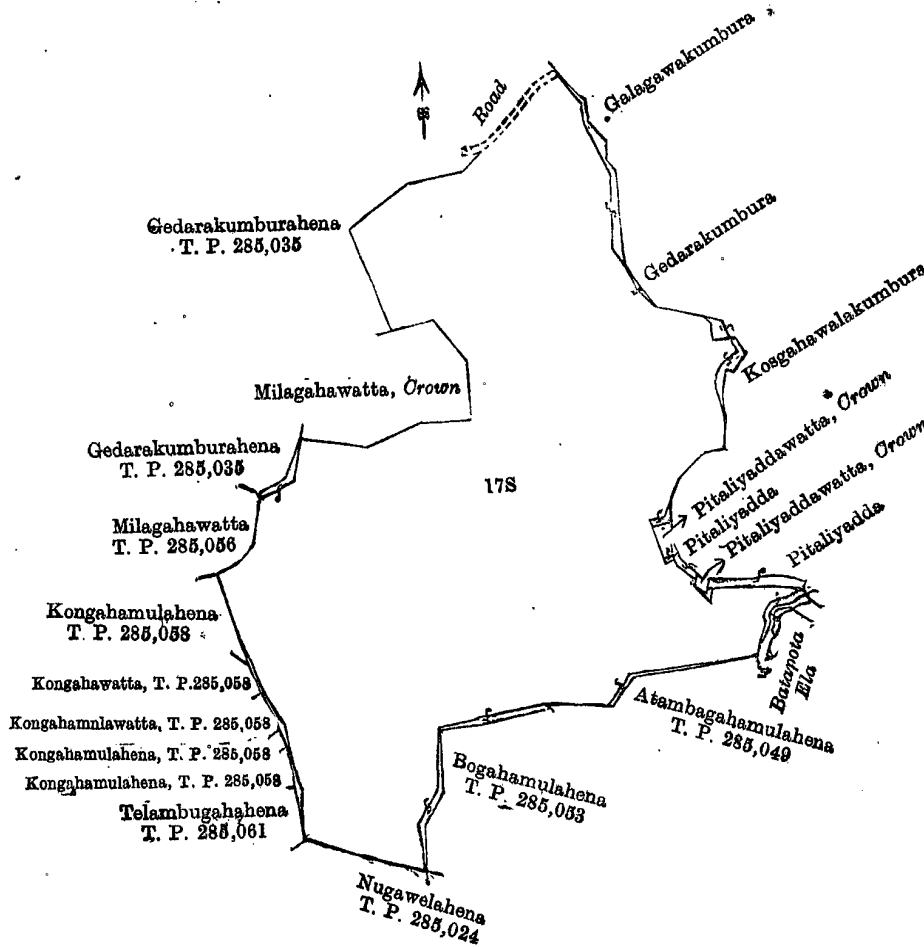 Galagawakumbura
Road
Gedarakumburahena
T. P. 285,035
Gedarakumbura
Kosgahawalakumbura
Milagahawatta, Crown
Gedarakumburahena
T. P. 285,035
17S
Pitaliyaddawatta, Crown
Pitaliyadda
Pitaliyaddawatta, Crown
Pitaliyadda
Milagahawatta
T. P. 285,056
Kongahamulahena
T. P. 285,058
Batapota
Ela
Kongahawatta, T. P.285,058
Atambagahamulahena
T. P. 285,049
Kongahamnlawatta, T. P. 285,058
Kongahamulahena, T. P. 285,058
Kongahamulahena, T. P. 285,058
Bogahamulahena
T. P. 285,053
Telambugahahena
T. P. 285,061
Nugawelahena
T. P. 285,024